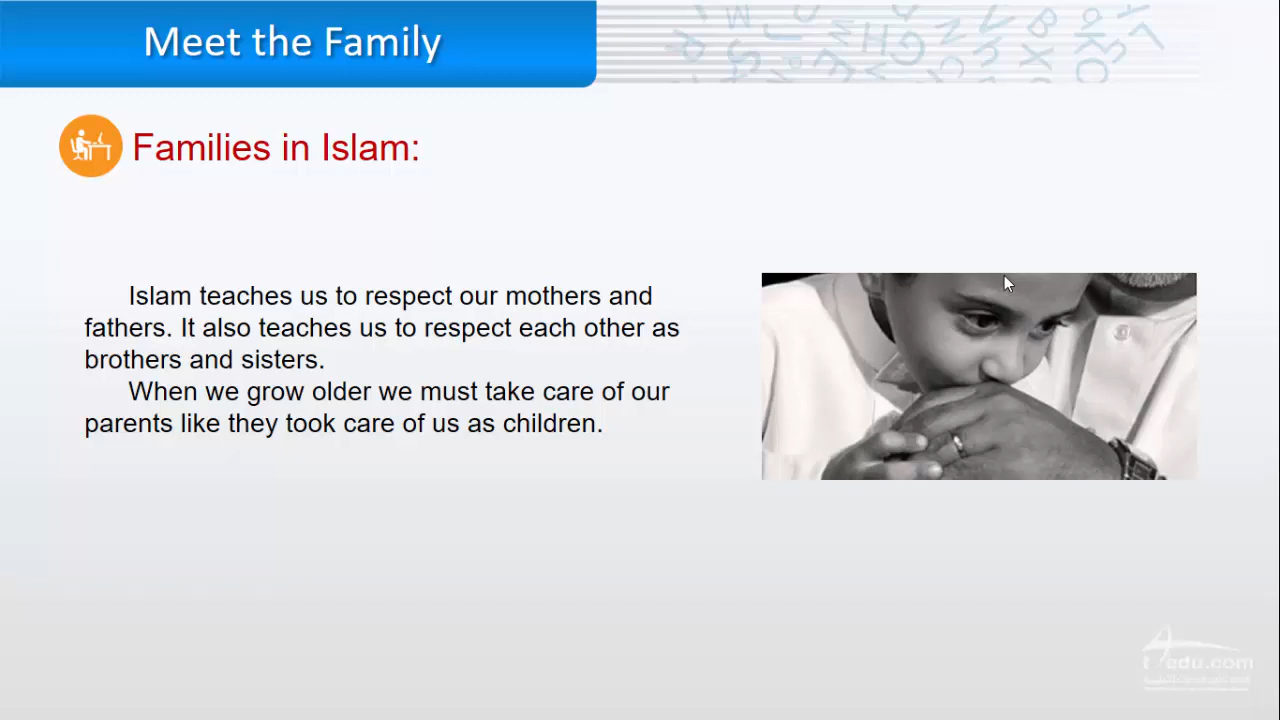 Meet the Family
Families in Islam:
Islam teaches us to respect our mothers and
fathers. It also teaches us to respect each other as
brothers and sisters.
When we grow older we must take care of our
parents like they took care of us as children.